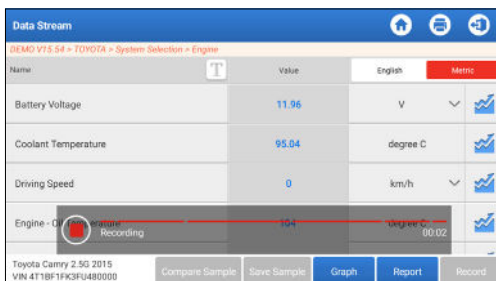 Data Stream
DEMO V15.54 > TOYOTA > System Selection > Engine
Name T Value English Metric
Battery Voltage 11.96 V
Coolant Temperature 95.04 degree C
Driving Speed 0 km/h
Engine - Oil Temperature 104 degree C
Recording 00:02
Toyota Camry 2.5G 2015
VIN 4T1BF1FK3FU480000
Compare Sample Save Sample Graph Report Record